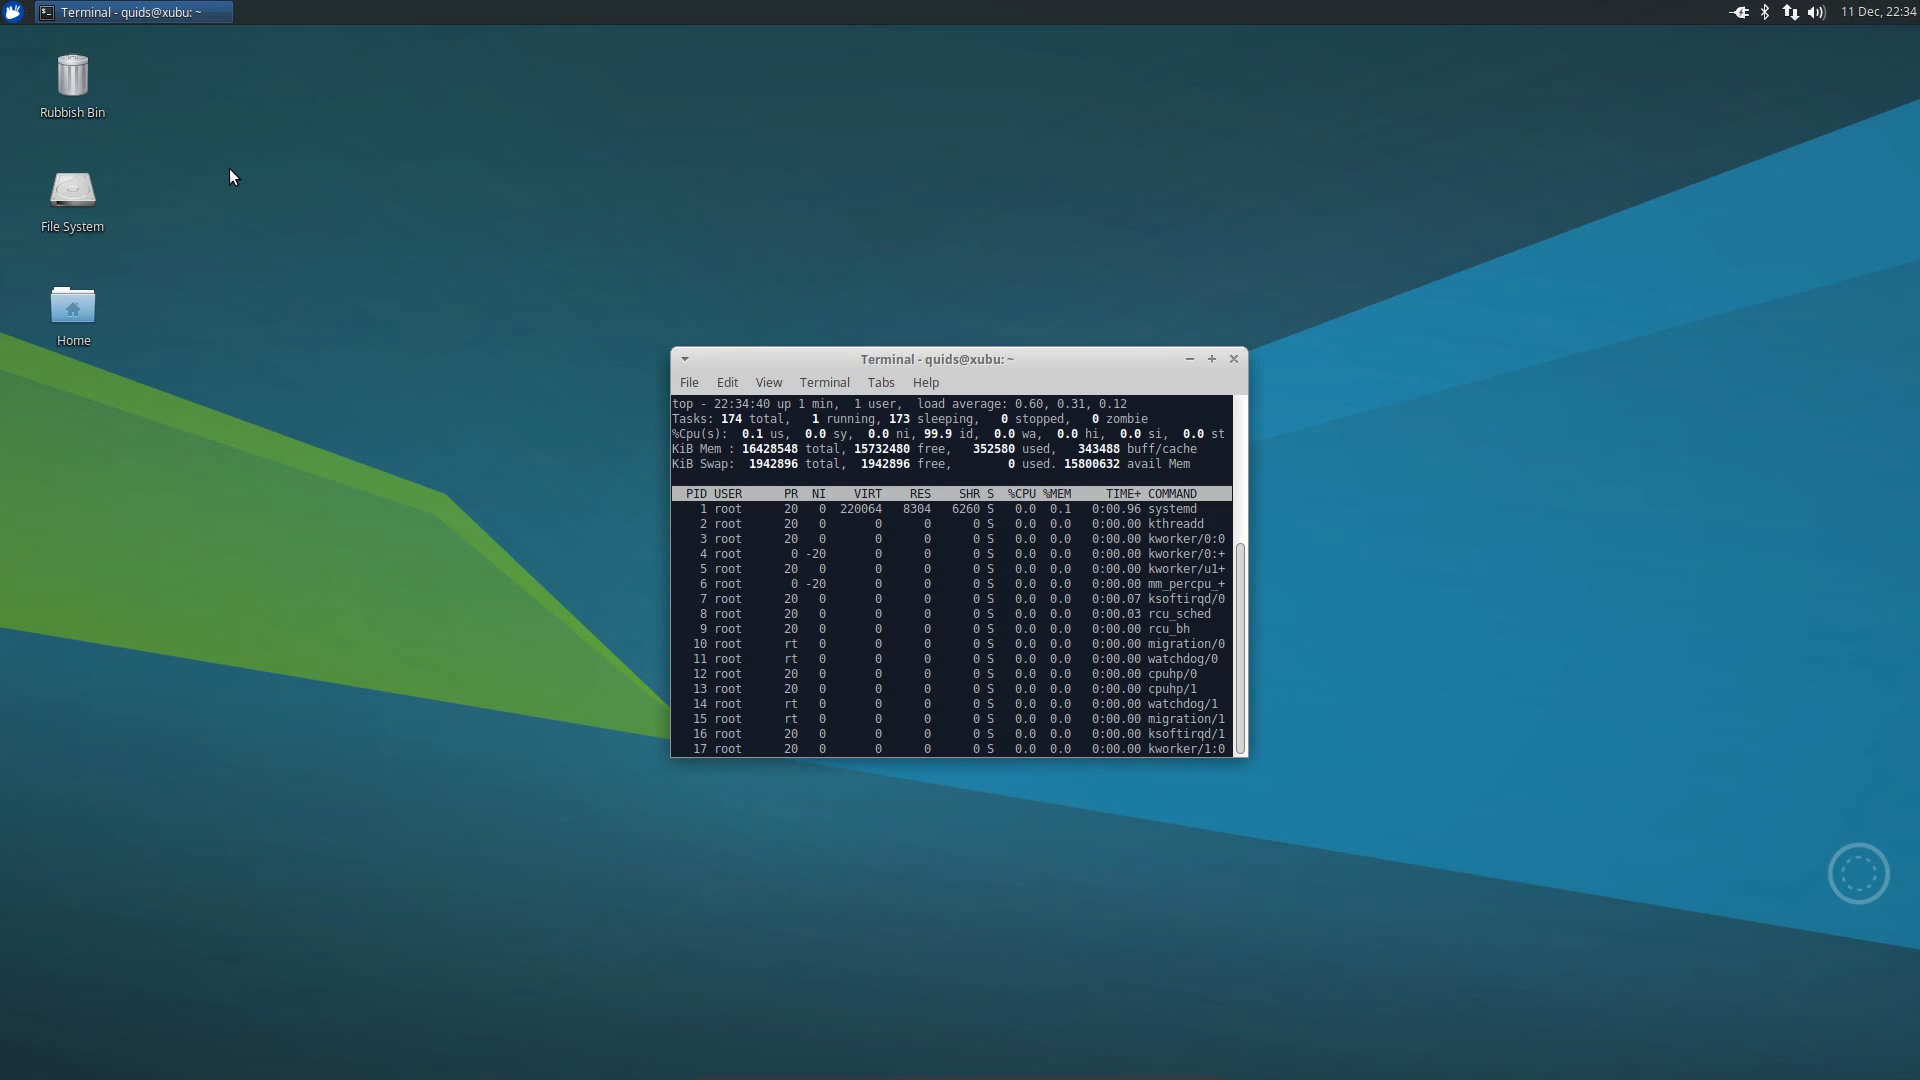 Terminal - quids@xubu: ~
11 Dec, 22:34
Rubbish Bin
File System
Home
Terminal - quids@xubu: ~
File Edit View Terminal Tabs Help
top - 22:34:40 up 1 min,  1 user,  load average: 0.60, 0.31, 0.12
Tasks: 174 total,   1 running, 173 sleeping,   0 stopped,   0 zombie
%Cpu(s):  0.1 us,  0.0 sy,  0.0 ni, 99.9 id,  0.0 wa,  0.0 hi,  0.0 si,  0.0 st
KiB Mem : 16428548 total, 15732480 free,   352580 used,   343488 buff/cache
KiB Swap:  1942896 total,  1942896 free,        0 used. 15800632 avail Mem
PID USER      PR  NI    VIRT    RES    SHR S  %CPU %MEM     TIME+ COMMAND
1 root      20   0  220064   8304   6260 S   0.0  0.1   0:00.96 systemd
2 root      20   0       0      0      0 S   0.0  0.0   0:00.00 kthreadd
3 root      20   0       0      0      0 S   0.0  0.0   0:00.00 kworker/0:0
4 root       0 -20       0      0      0 S   0.0  0.0   0:00.00 kworker/0:+
5 root      20   0       0      0      0 S   0.0  0.0   0:00.00 kworker/u1+
6 root       0 -20       0      0      0 S   0.0  0.0   0:00.00 mm_percpu_+
7 root      20   0       0      0      0 S   0.0  0.0   0:00.07 ksoftirqd/0
8 root      20   0       0      0      0 S   0.0  0.0   0:00.03 rcu_sched
9 root      20   0       0      0      0 S   0.0  0.0   0:00.00 rcu_bh
10 root      rt   0       0      0      0 S   0.0  0.0   0:00.00 migration/0
11 root      rt   0       0      0      0 S   0.0  0.0   0:00.00 watchdog/0
12 root      20   0       0      0      0 S   0.0  0.0   0:00.00 cpuhp/0
13 root      20   0       0      0      0 S   0.0  0.0   0:00.00 cpuhp/1
14 root      rt   0       0      0      0 S   0.0  0.0   0:00.00 watchdog/1
15 root      rt   0       0      0      0 S   0.0  0.0   0:00.00 migration/1
16 root      20   0       0      0      0 S   0.0  0.0   0:00.00 ksoftirqd/1
17 root      20   0       0      0      0 S   0.0  0.0   0:00.00 kworker/1:0